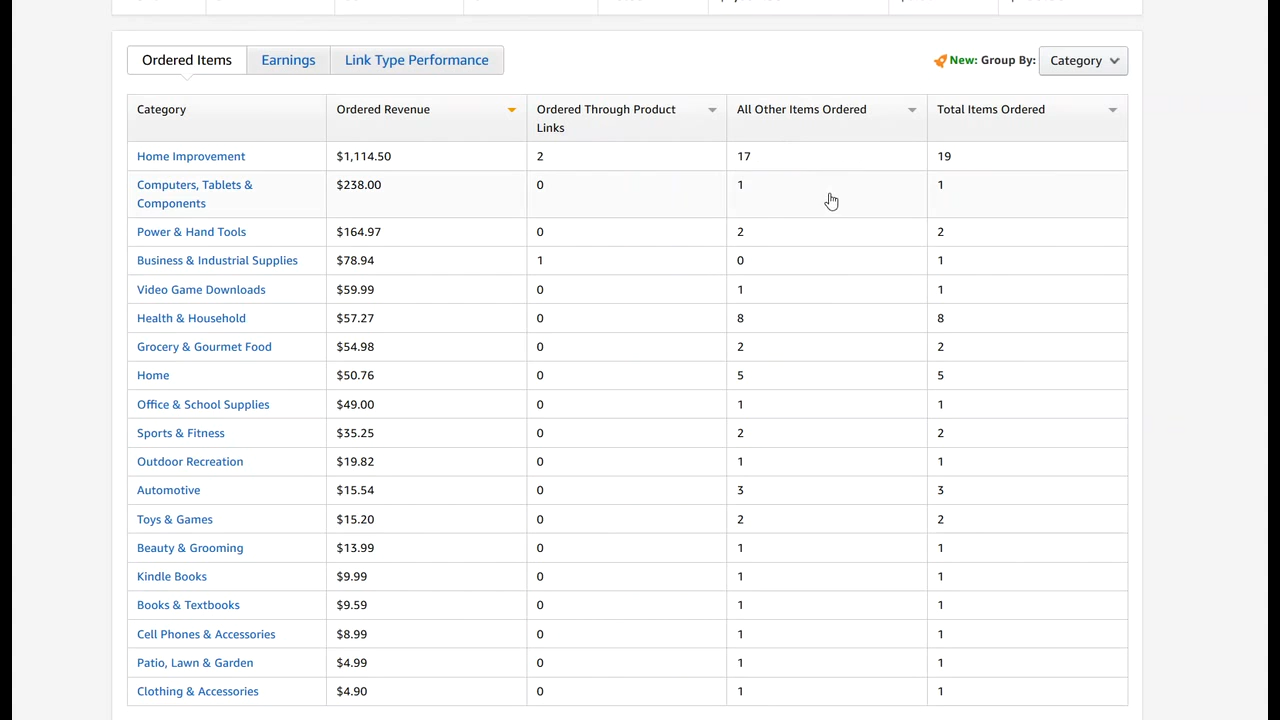 Ordered Items Earnings Link Type Performance New: Group By: Category
Category Ordered Revenue Ordered Through Product Links All Other Items Ordered Total Items Ordered
Home Improvement $1,114.50 2 17 19
Computers, Tablets & Components $238.00 0 1 1
Power & Hand Tools $164.97 0 2 2
Business & Industrial Supplies $78.94 1 0 1
Video Game Downloads $59.99 0 1 1
Health & Household $57.27 0 8 8
Grocery & Gourmet Food $54.98 0 2 2
Home $50.76 0 5 5
Office & School Supplies $49.00 0 1 1
Sports & Fitness $35.25 0 2 2
Outdoor Recreation $19.82 0 1 1
Automotive $15.54 0 3 3
Toys & Games $15.20 0 2 2
Beauty & Grooming $13.99 0 1 1
Kindle Books $9.99 0 1 1
Books & Textbooks $9.59 0 1 1
Cell Phones & Accessories $8.99 0 1 1
Patio, Lawn & Garden $4.99 0 1 1
Clothing & Accessories $4.90 0 1 1